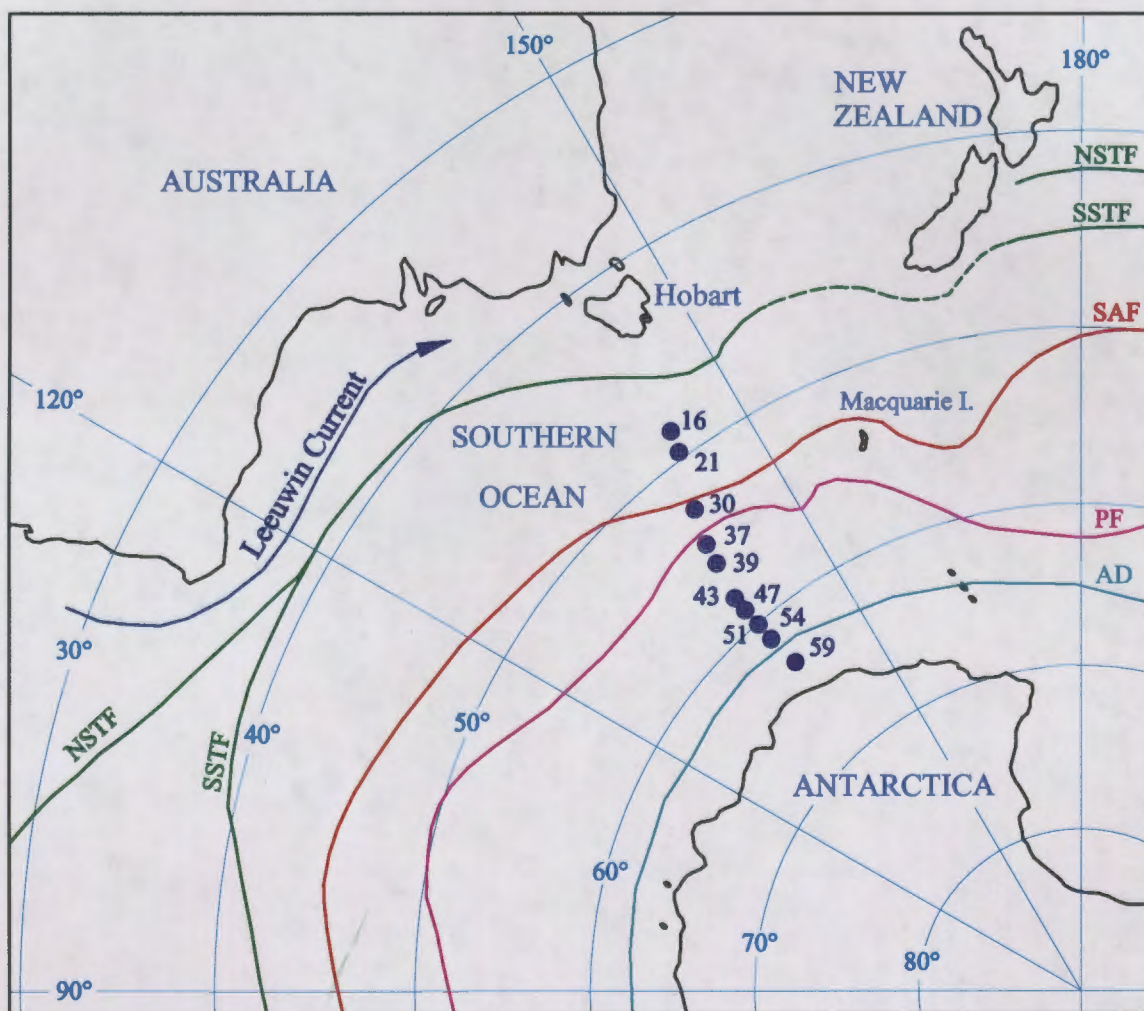 150°
180°
NEW
ZEALAND
NSTF
AUSTRALIA
SSTF
Hobart
SAF
120°
Macquarie I.
16
SOUTHERN
21
Leeuwin Current
OCEAN
30
PF
37
39
AD
43
47
54
51
59
30°
NSTF
SSTF
40°
50°
ANTARCTICA
60°
70°
80°
90°